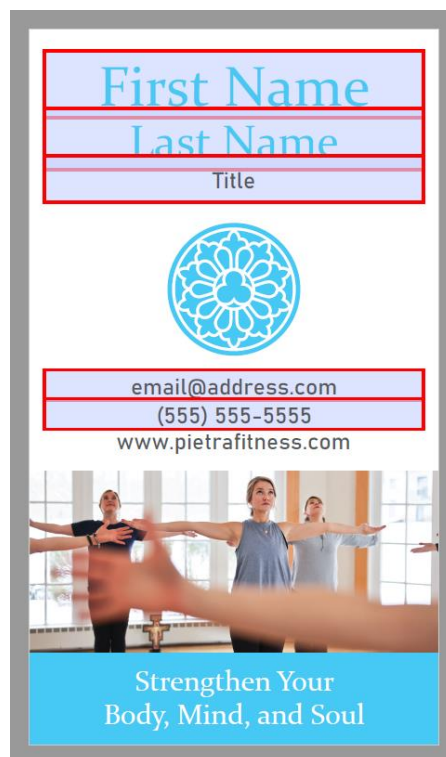 First Name
Last Name
Title
email@address.com
(555) 555-5555
www.pietrafitness.com
Strengthen Your
Body, Mind, and Soul